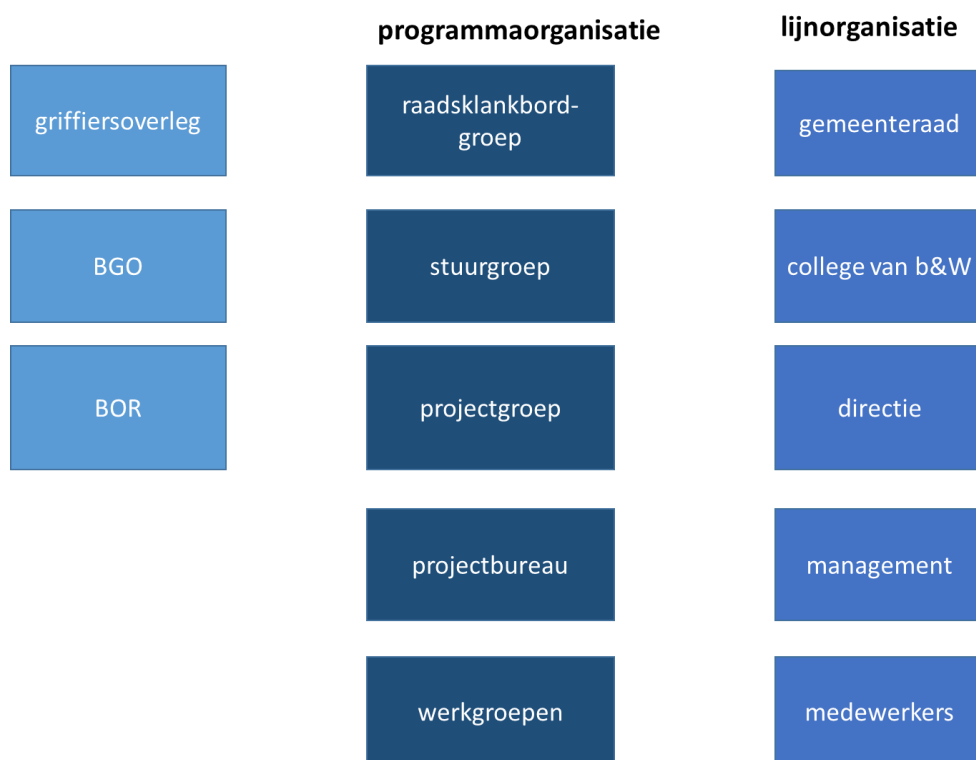 programmaorganisatie
lijnorganisatie
griffiersoverleg
raadsklankbord-
groep
gemeenteraad
BGO
stuurgroep
college van b&W
BOR
projectgroep
directie
projectbureau
management
werkgroepen
medewerkers